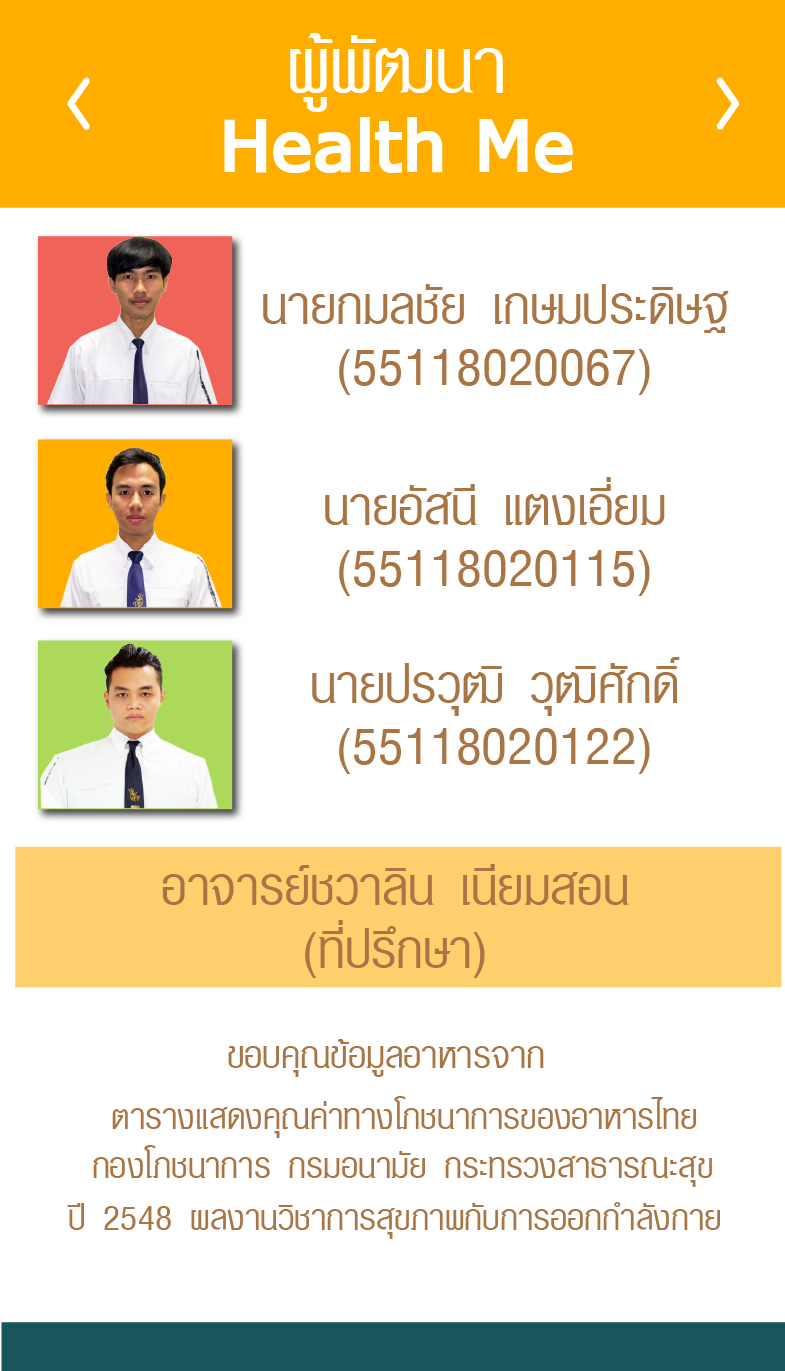 ผู้พัฒนา
Health Me
นายกมลชัย เกษมประดิษฐ
(55118020067)
นายอัสนี แตงเอี่ยม
(55118020115)
นายปรวุฒิ วุฒิศักดิ์
(55118020122)
อาจารย์ชวาลิน เนียมสอน
(ที่ปรึกษา)
ขอบคุณข้อมูลอาหารจาก
ตารางแสดงคุณค่าทางโภชนาการของอาหารไทย
กองโภชนาการ กรมอนามัย กระทรวงสาธารณะสุข
ปี 2548 ผลงานวิชาการสุขภาพกับการออกกำลังกาย